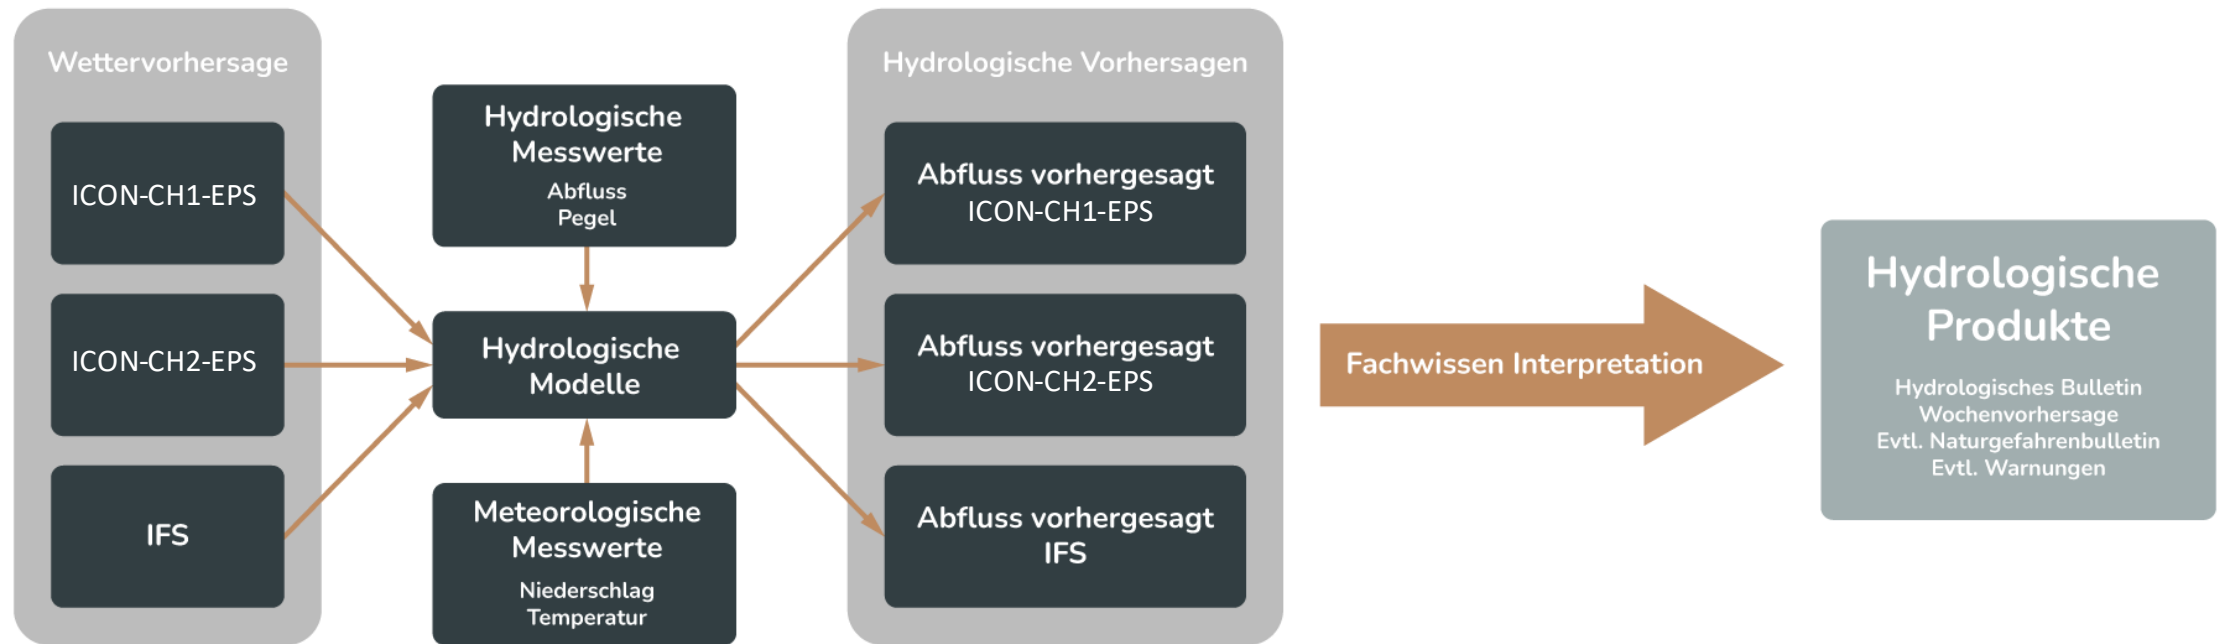 Wettervorhersage
ICON-CH1-EPS
ICON-CH2-EPS
IFS
Hydrologische
Messwerte
Abfluss
Pegel
Hydrologische
Modelle
Meteorologische
Messwerte
Niederschlag
Temperatur
Hydrologische Vorhersagen
Abfluss vorhergesagt
ICON-CH1-EPS
Abfluss vorhergesagt
ICON-CH2-EPS
Abfluss vorhergesagt
IFS
Fachwissen Interpretation
Hydrologische
Produkte
Hydrologisches Bulletin
Wochenvorhersage
Evtl. Naturgefahrenbulletin
Evtl. Warnungen